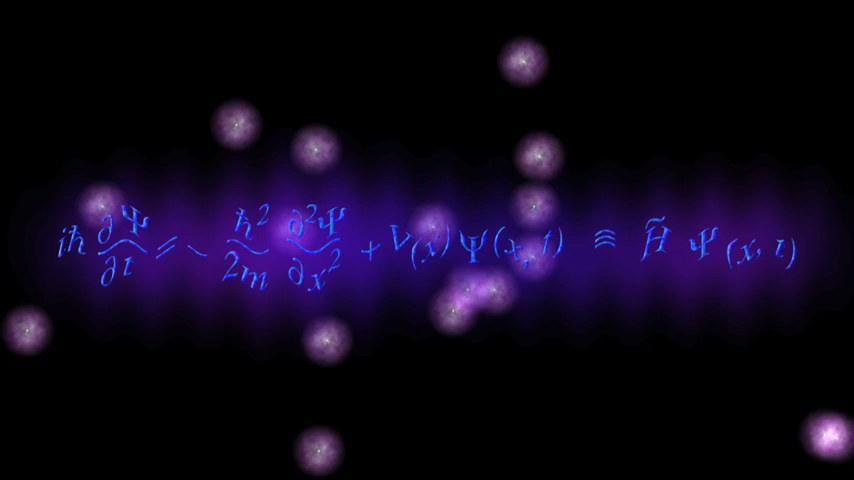 iℏ ∂Ψ/∂t = - ℏ²/2m ∂²Ψ/∂x² + V(x)Ψ(x, t) ≡ H̃ Ψ(x, t)